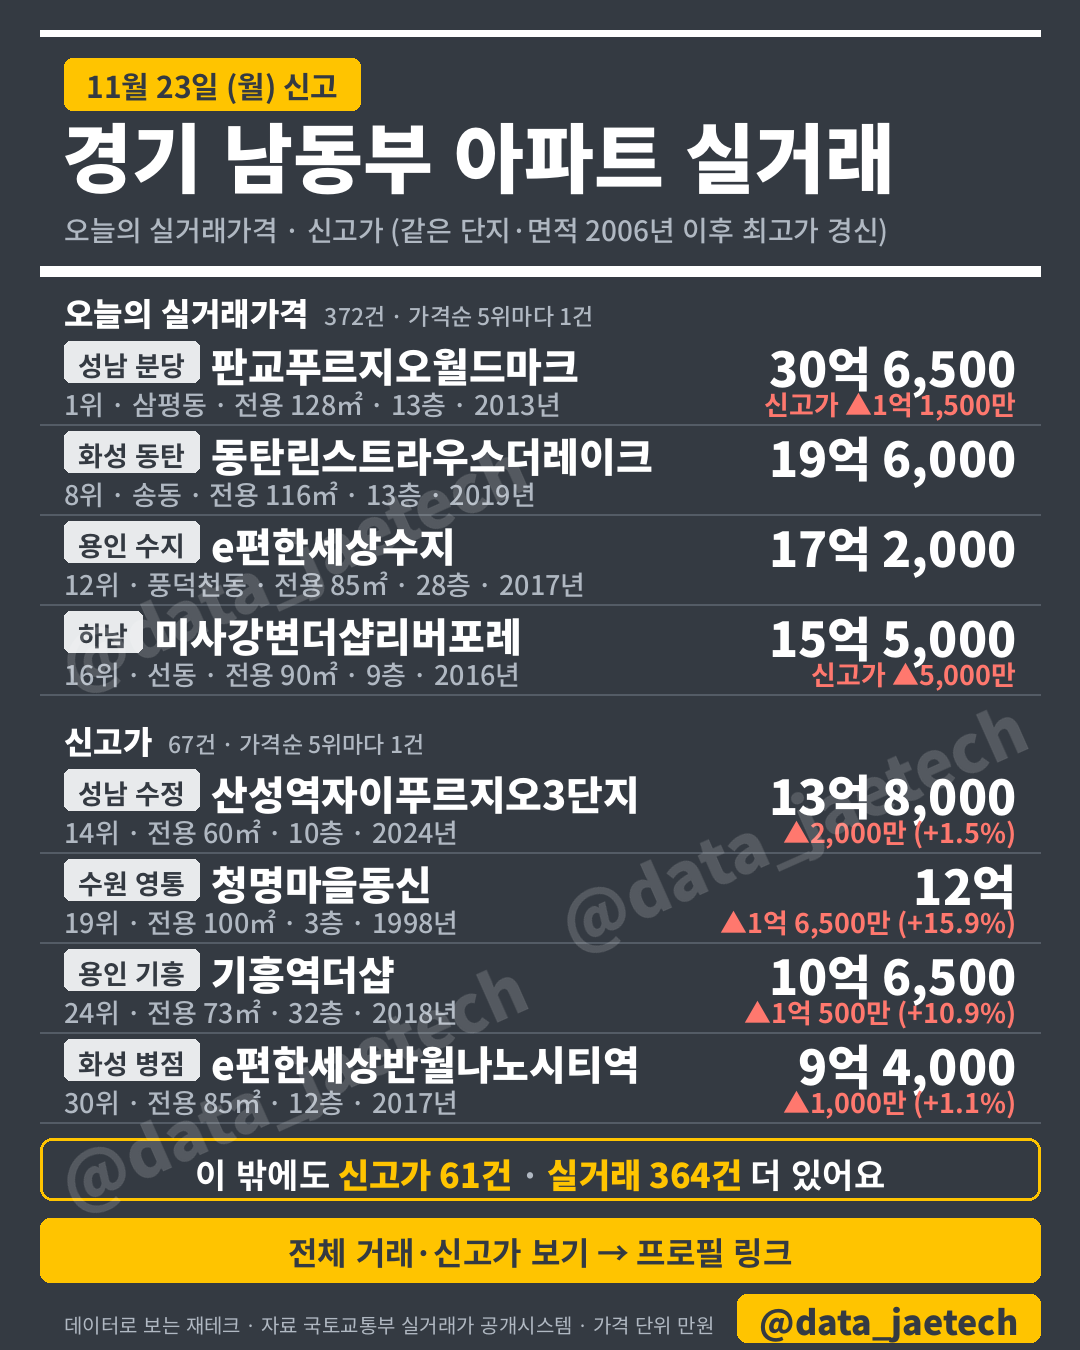 11월 23일 (월) 신고
경기 남동부 아파트 실거래
오늘의 실거래가격 · 신고가 (같은 단지·면적 2006년 이후 최고가 경신)
오늘의 실거래가격 372건 · 가격순 5위마다 1건
성남 분당 판교푸르지오월드마크 30억 6,500
1위 · 삼평동 · 전용 128㎡ · 13층 · 2013년 신고가 ▲1억 1,500만
화성 동탄 동탄린스트라우스더레이크 19억 6,000
8위 · 송동 · 전용 116㎡ · 13층 · 2019년
용인 수지 e편한세상수지 17억 2,000
12위 · 풍덕천동 · 전용 85㎡ · 28층 · 2017년
하남 미사강변더샵리버포레 15억 5,000
16위 · 선동 · 전용 90㎡ · 9층 · 2016년 신고가 ▲5,000만
신고가 67건 · 가격순 5위마다 1건
성남 수정 산성역자이푸르지오3단지 13억 8,000
14위 · 전용 60㎡ · 10층 · 2024년 ▲2,000만 (+1.5%)
수원 영통 청명마을동신 12억
19위 · 전용 100㎡ · 3층 · 1998년 ▲1억 6,500만 (+15.9%)
용인 기흥 기흥역더샵 10억 6,500
24위 · 전용 73㎡ · 32층 · 2018년 ▲1억 500만 (+10.9%)
화성 병점 e편한세상반월나노시티역 9억 4,000
30위 · 전용 85㎡ · 12층 · 2017년 ▲1,000만 (+1.1%)
이 밖에도 신고가 61건 · 실거래 364건 더 있어요
전체 거래·신고가 보기 → 프로필 링크
데이터로 보는 재테크 · 자료 국토교통부 실거래가 공개시스템 · 가격 단위 만원 @data_jaetech
@data_jaetech
@data_jaetech
@data_jaetech